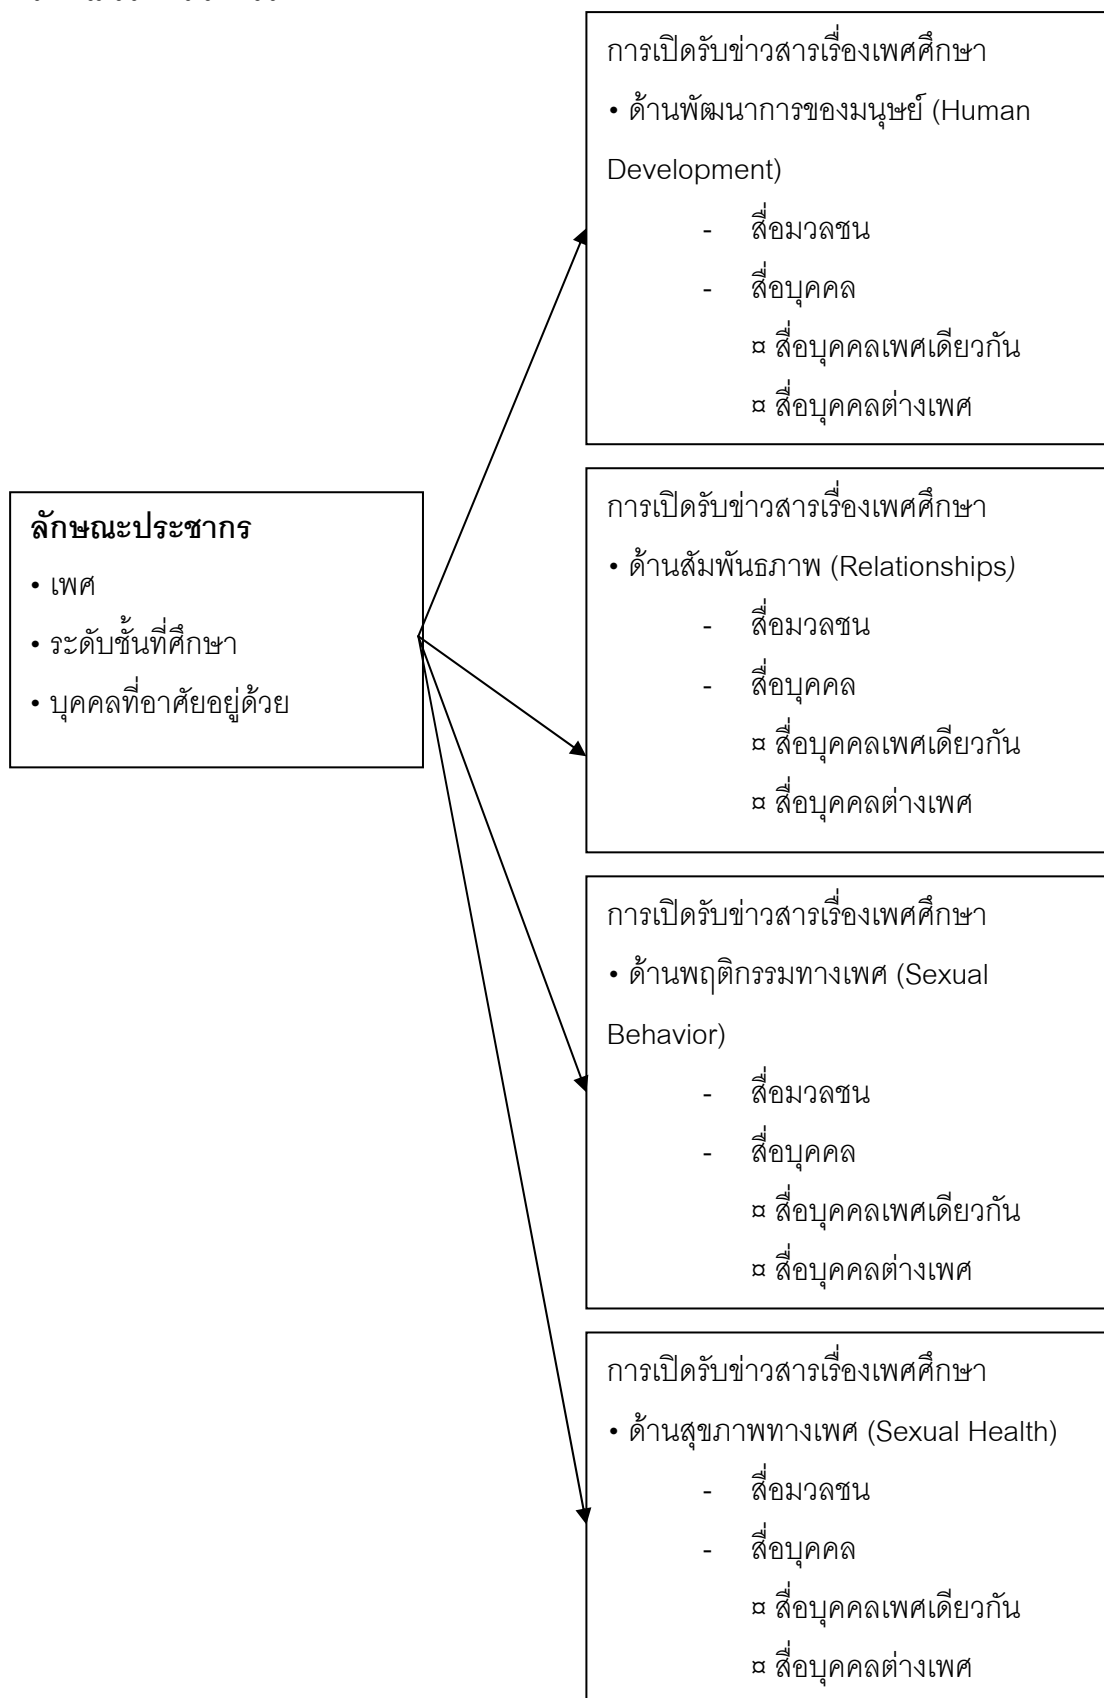 ลักษณะประชากร
• เพศ
• ระดับชั้นที่ศึกษา
• บุคคลที่อาศัยอยู่ด้วย
การเปิดรับข่าวสารเรื่องเพศศึกษา
• ด้านพัฒนาการของมนุษย์ (Human
Development)
- สื่อมวลชน
- สื่อบุคคล
¤ สื่อบุคคลเพศเดียวกัน
¤ สื่อบุคคลต่างเพศ
การเปิดรับข่าวสารเรื่องเพศศึกษา
• ด้านสัมพันธภาพ (Relationships)
- สื่อมวลชน
- สื่อบุคคล
¤ สื่อบุคคลเพศเดียวกัน
¤ สื่อบุคคลต่างเพศ
การเปิดรับข่าวสารเรื่องเพศศึกษา
• ด้านพฤติกรรมทางเพศ (Sexual
Behavior)
- สื่อมวลชน
- สื่อบุคคล
¤ สื่อบุคคลเพศเดียวกัน
¤ สื่อบุคคลต่างเพศ
การเปิดรับข่าวสารเรื่องเพศศึกษา
• ด้านสุขภาพทางเพศ (Sexual Health)
- สื่อมวลชน
- สื่อบุคคล
¤ สื่อบุคคลเพศเดียวกัน
¤ สื่อบุคคลต่างเพศ